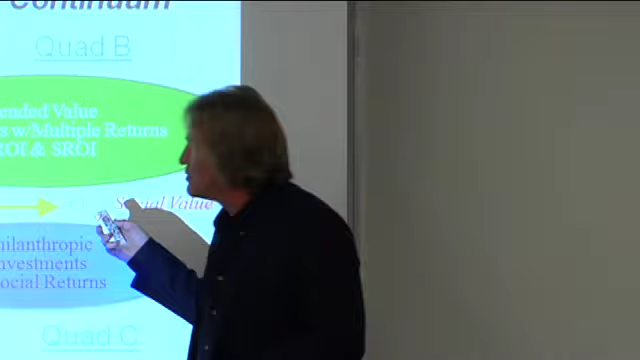 Continuum
Quad B
ended Value
s w/Multiple Returns
ROI & SROI
Social Value
hilanthropic
nvestments
ocial Returns
Quad C